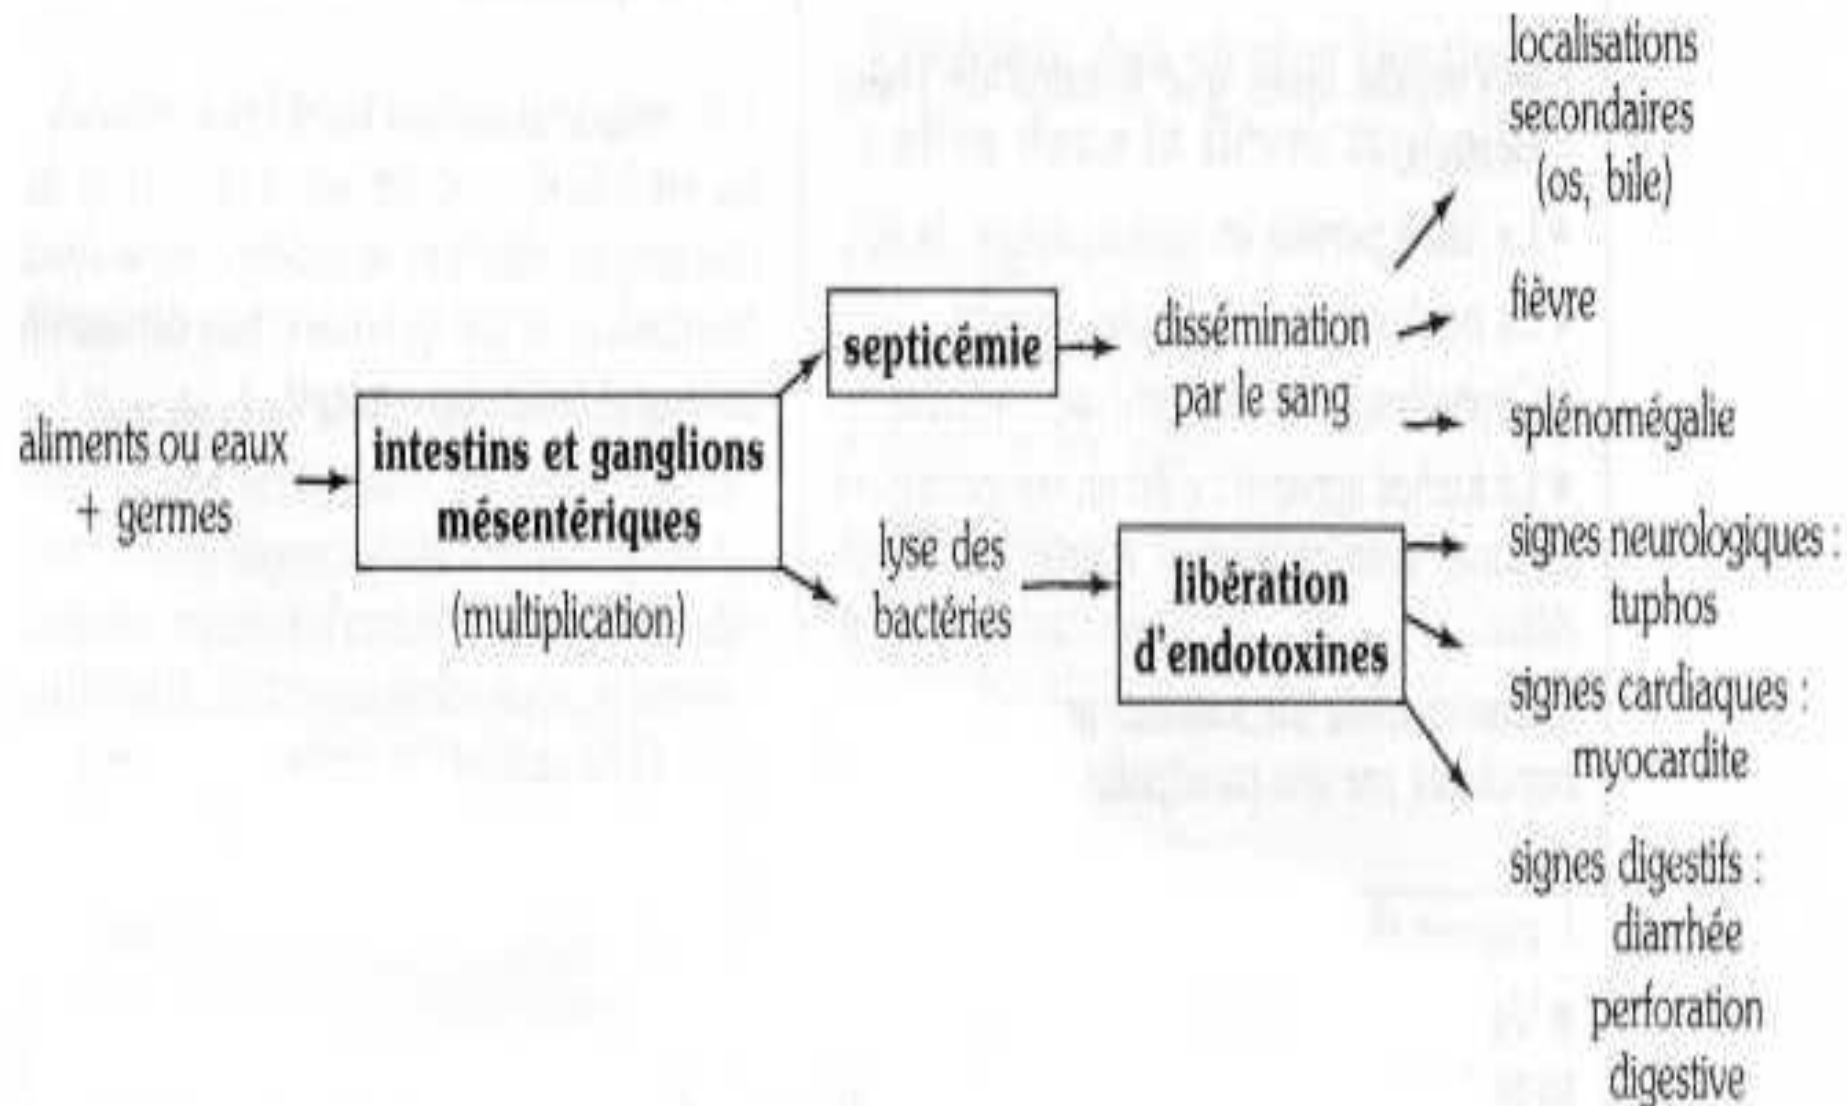 aliments ou eaux
+ germes
intestins et ganglions
mésentériques
(multiplication)
septicémie
dissémination
par le sang
localisations
secondaires
(os, bile)
fièvre
splénomégalie
lyse des
bactéries
libération
d'endotoxines
signes neurologiques :
tuphos
signes cardiaques :
myocardite
signes digestifs :
diarrhée
perforation
digestive